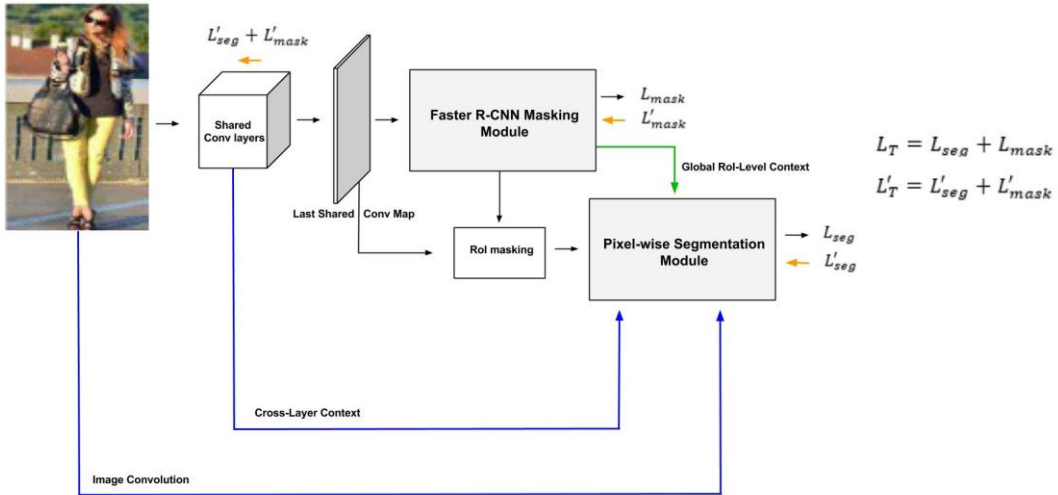 L'seg + L'mask
Shared
Conv layers
Last Shared Conv Map
Faster R-CNN Masking
Module
Lmask
L'mask
Global RoI-Level Context
RoI masking
Pixel-wise Segmentation
Module
Lseg
L'seg
LT = Lseg + Lmask
L'T = L'seg + L'mask
Cross-Layer Context
Image Convolution